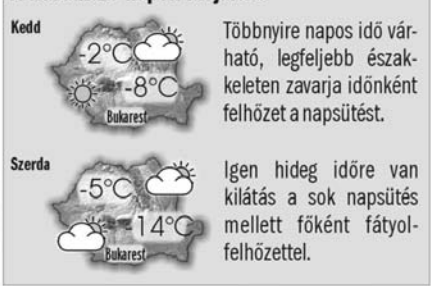 Kedd
-2°C
-8°C
Bukarest
Többnyire napos idő vár-
ható, legfeljebb észak-
keleten zavarja időnként
felhőzet a napsütést.
Szerda
-5°C
-14°C
Bukarest
Igen hideg időre van
kilátás a sok napsütés
mellett főként fátyol-
felhőzettel.